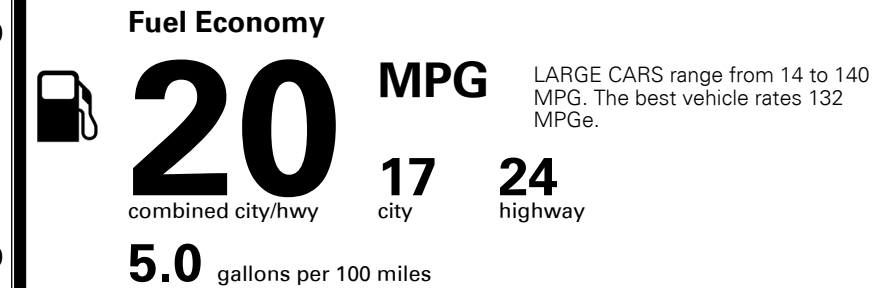 Fuel Economy
20 MPG
LARGE CARS range from 14 to 140
MPG. The best vehicle rates 132
MPGe.
combined city/hwy
17
city
24
highway
5.0 gallons per 100 miles